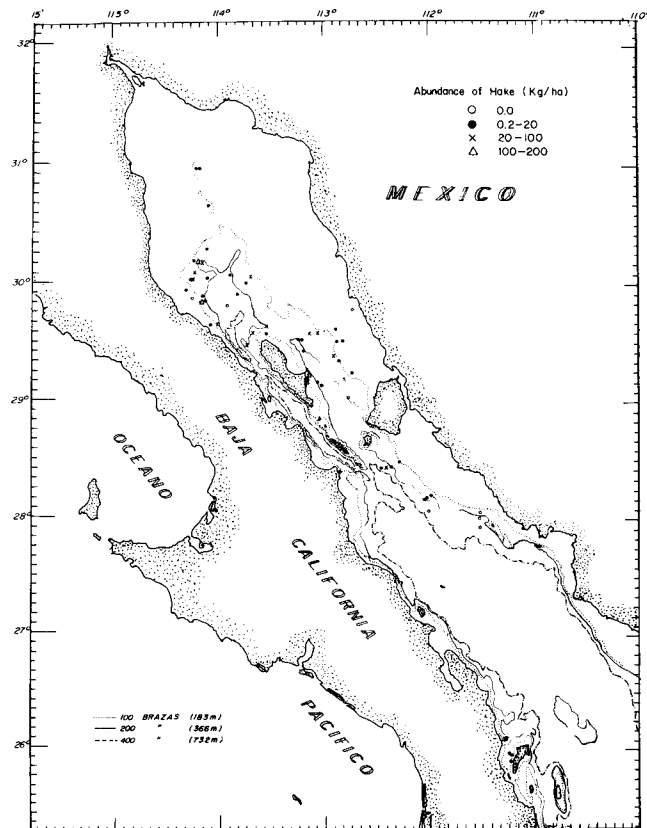 15' 115° 114° 113° 112° 111° 110°
32°
Abundance of Hake (Kg/ha)
○ 0.0
● 0.2-20
× 20-100
△ 100-200
31°
MEXICO
30°
29°
BAJA
OCEANO
28°
CALIFORNIA
27°
PACIFICO
100 BRAZAS (183m)
200 " (366m)
26°
400 " (732m)